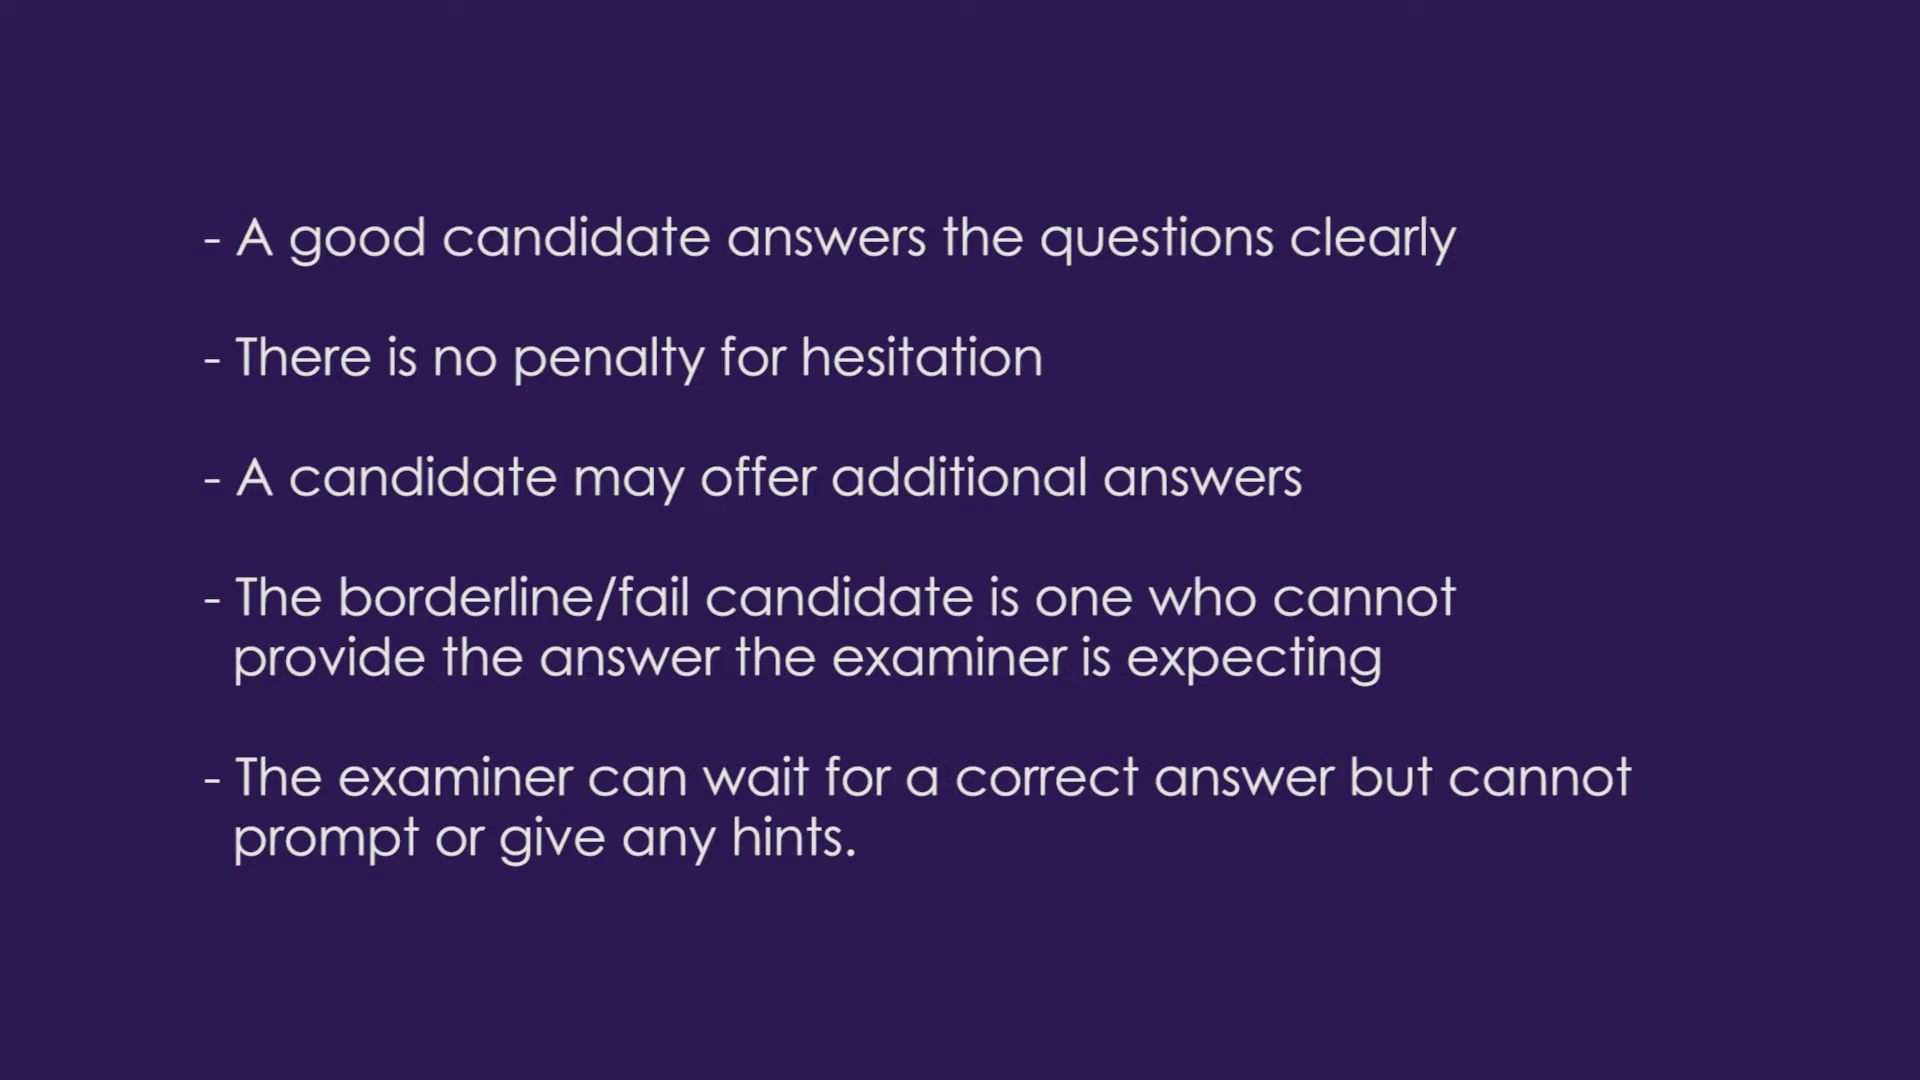 - A good candidate answers the questions clearly
- There is no penalty for hesitation
- A candidate may offer additional answers
- The borderline/fail candidate is one who cannot
provide the answer the examiner is expecting
- The examiner can wait for a correct answer but cannot
prompt or give any hints.